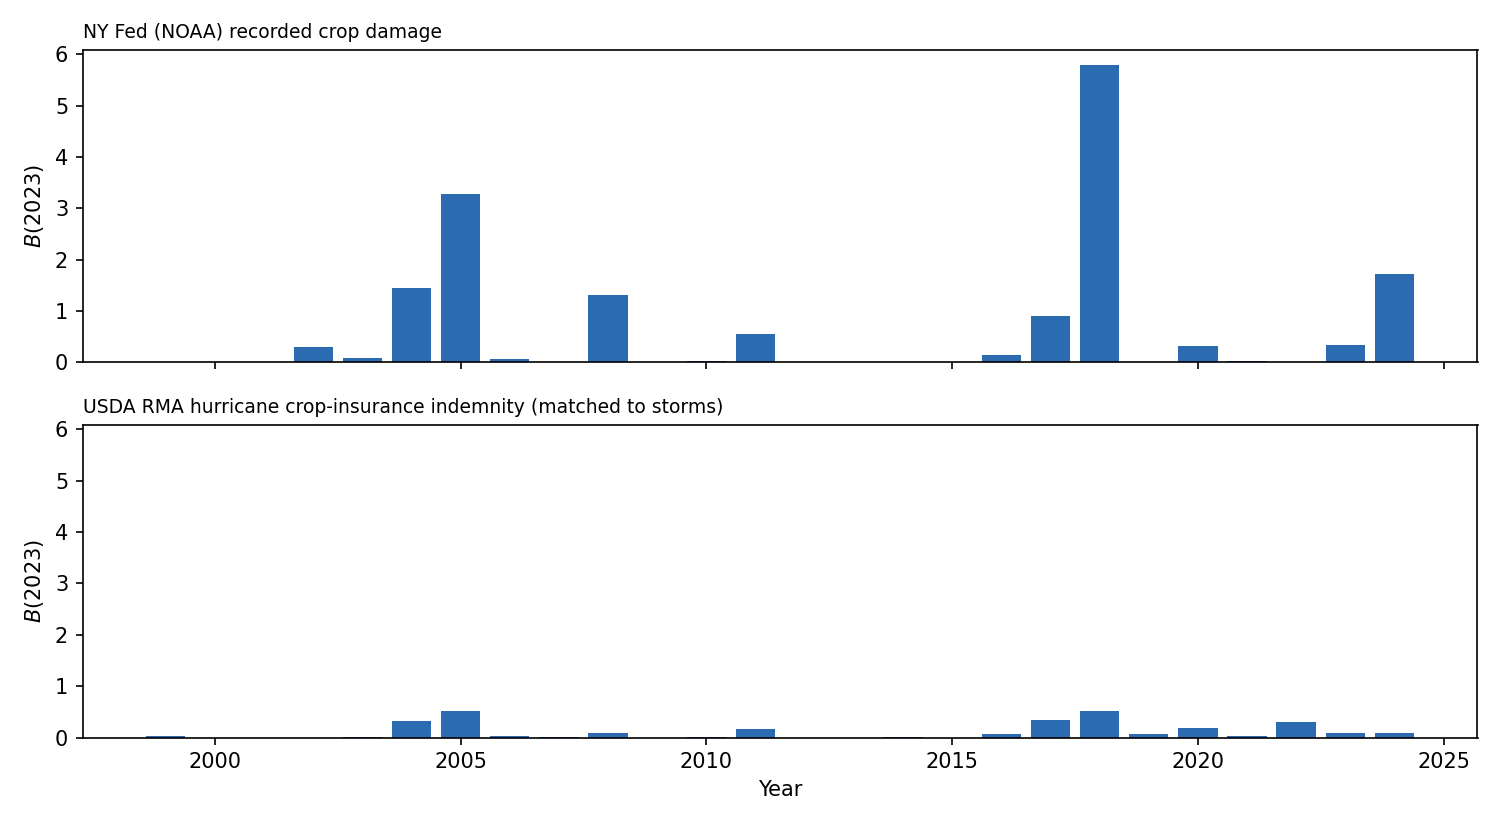 NY Fed (NOAA) recorded crop damage
6
5
4
3
2
1
0
B(2023)
USDA RMA hurricane crop-insurance indemnity (matched to storms)
6
5
4
3
2
1
0
B(2023)
2000 2005 2010 2015 2020 2025
Year